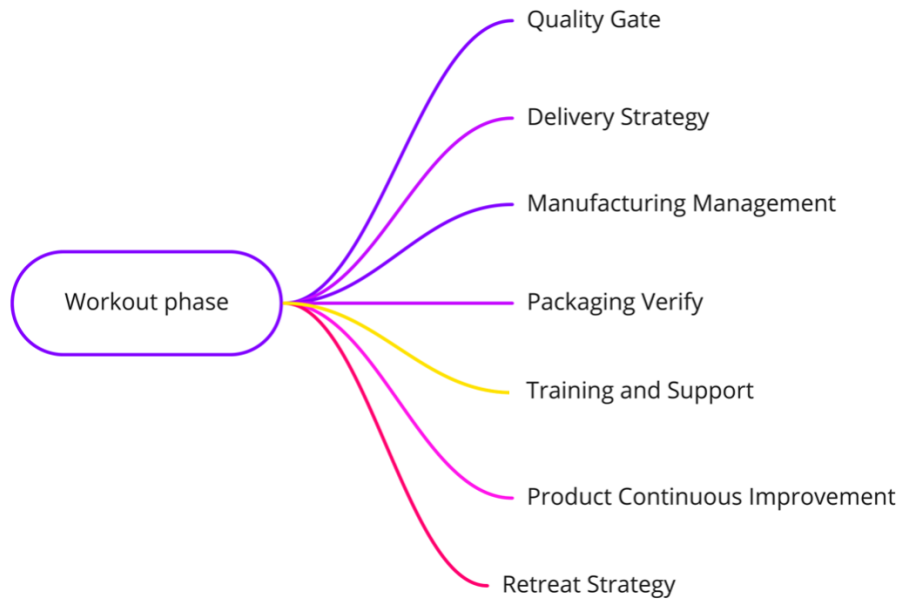 Quality Gate
Delivery Strategy
Manufacturing Management
Workout phase
Packaging Verify
Training and Support
Product Continuous Improvement
Retreat Strategy